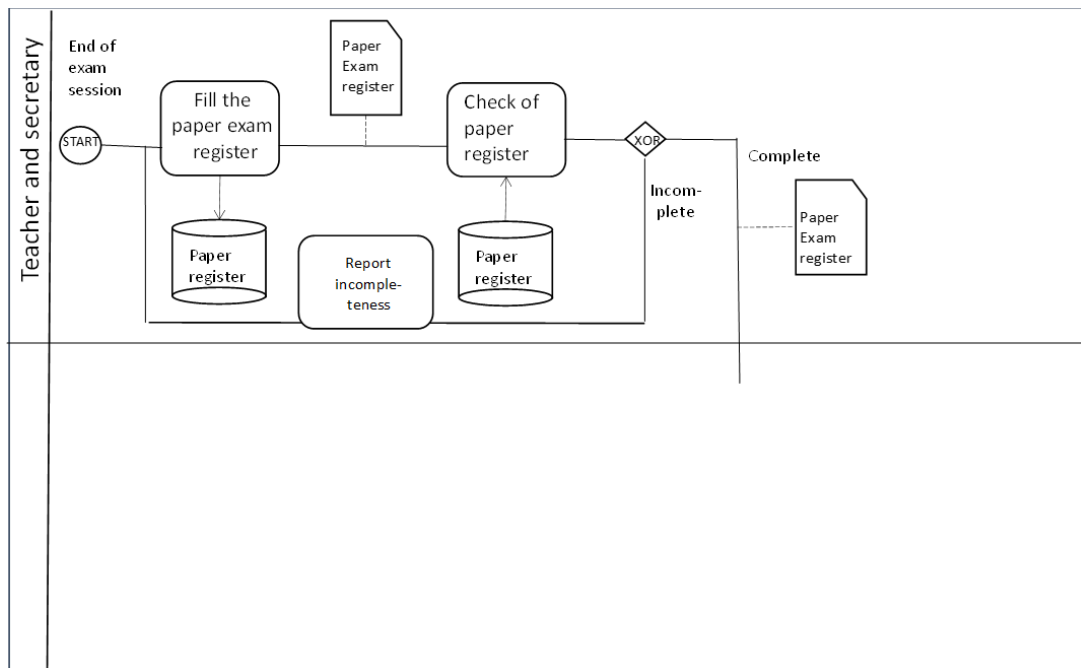 Teacher and secretary
End of
exam
session
START
Fill the
paper exam
register
Paper
Exam
register
Check of
paper
register
XOR
Complete
Incom-
plete
Paper
Exam
register
Paper
register
Report
incomple-
teness
Paper
register